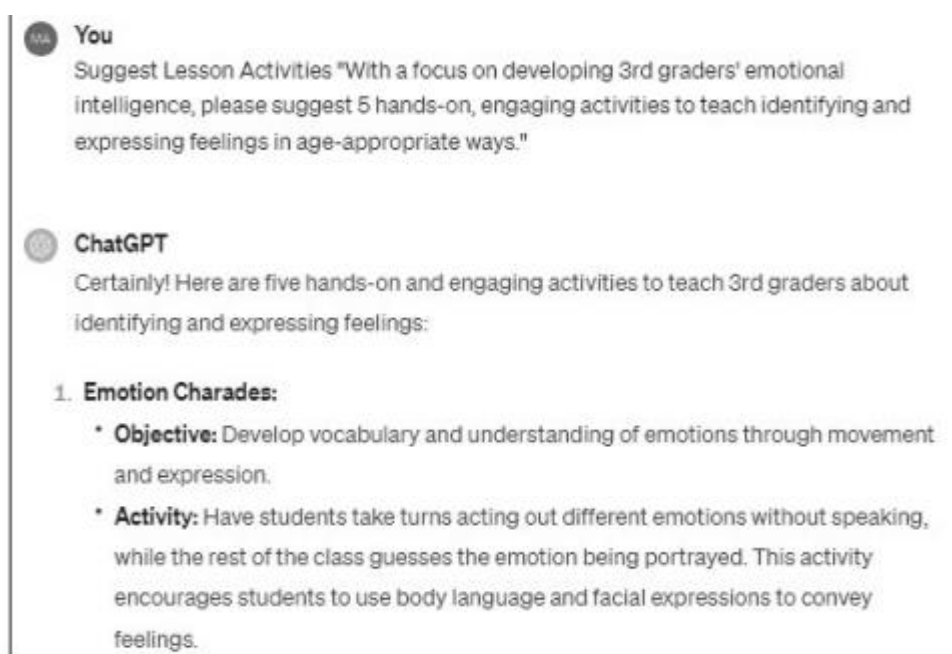 MA
You
Suggest Lesson Activities "With a focus on developing 3rd graders' emotional
intelligence, please suggest 5 hands-on, engaging activities to teach identifying and
expressing feelings in age-appropriate ways."
ChatGPT
Certainly! Here are five hands-on and engaging activities to teach 3rd graders about
identifying and expressing feelings:
1. Emotion Charades:
• Objective: Develop vocabulary and understanding of emotions through movement
and expression.
• Activity: Have students take turns acting out different emotions without speaking,
while the rest of the class guesses the emotion being portrayed. This activity
encourages students to use body language and facial expressions to convey
feelings.